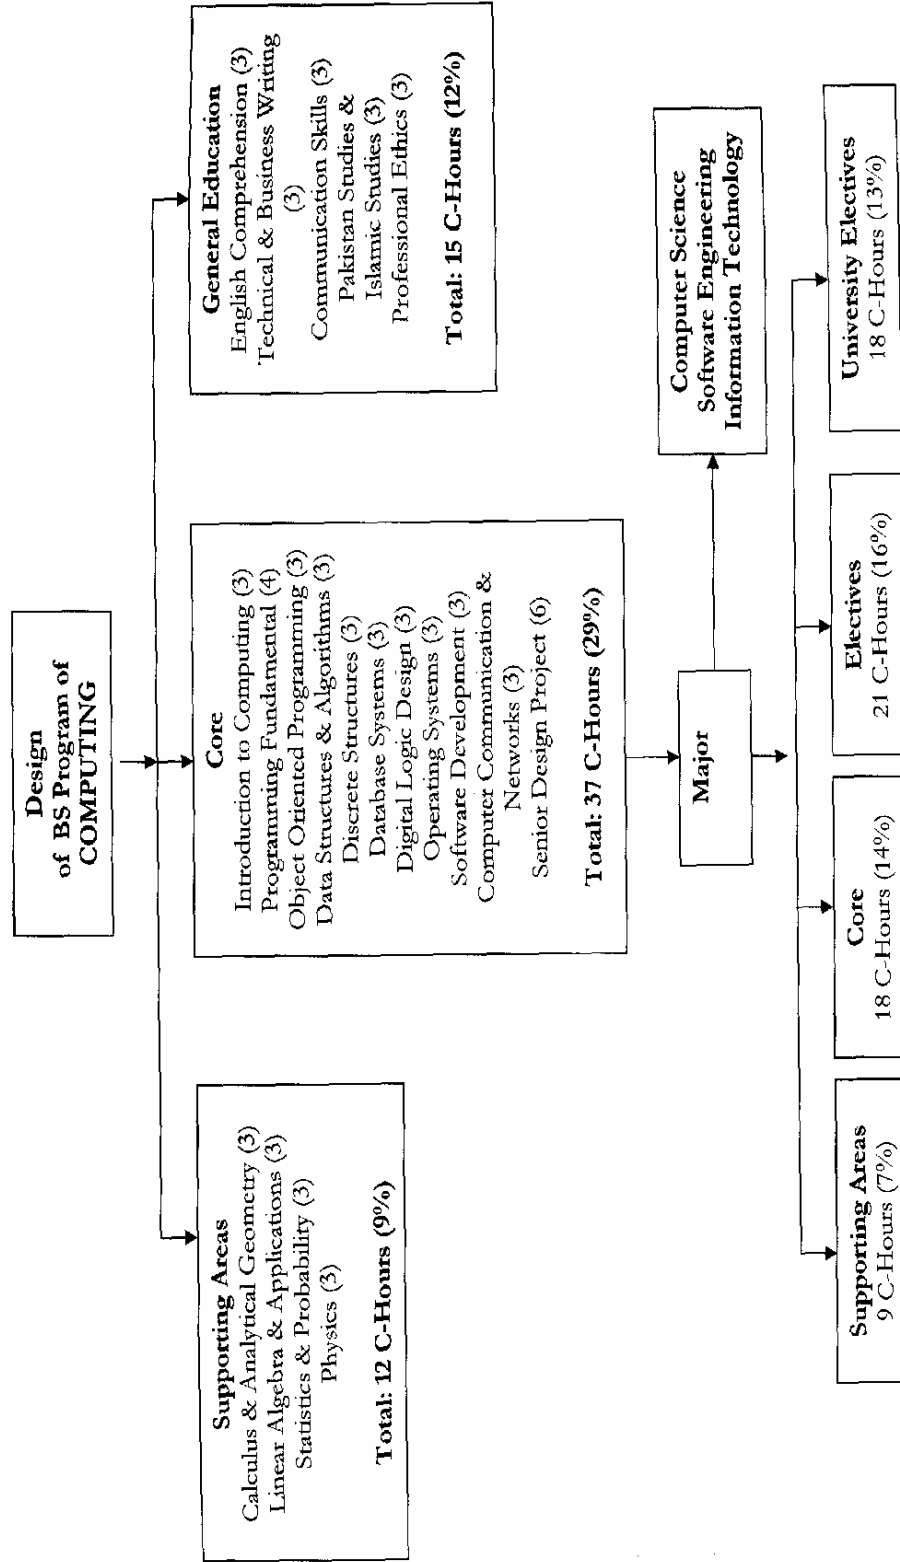 Design
of BS Program of
COMPUTING
Supporting Areas
Calculus & Analytical Geometry (3)
Linear Algebra & Applications (3)
Statistics & Probability (3)
Physics (3)
Total: 12 C-Hours (9%)
Core
Introduction to Computing (3)
Programming Fundamental (4)
Object Oriented Programming (3)
Data Structures & Algorithms (3)
Discrete Structures (3)
Database Systems (3)
Digital Logic Design (3)
Operating Systems (3)
Software Development (3)
Computer Communication &
Networks (3)
Senior Design Project (6)
Total: 37 C-Hours (29%)
General Education
English Comprehension (3)
Technical & Business Writing
(3)
Communication Skills (3)
Pakistan Studies &
Islamic Studies (3)
Professional Ethics (3)
Total: 15 C-Hours (12%)
Major
Computer Science
Software Engineering
Information Technology
Supporting Areas
9 C-Hours (7%)
Core
18 C-Hours (14%)
Electives
21 C-Hours (16%)
University Electives
18 C-Hours (13%)